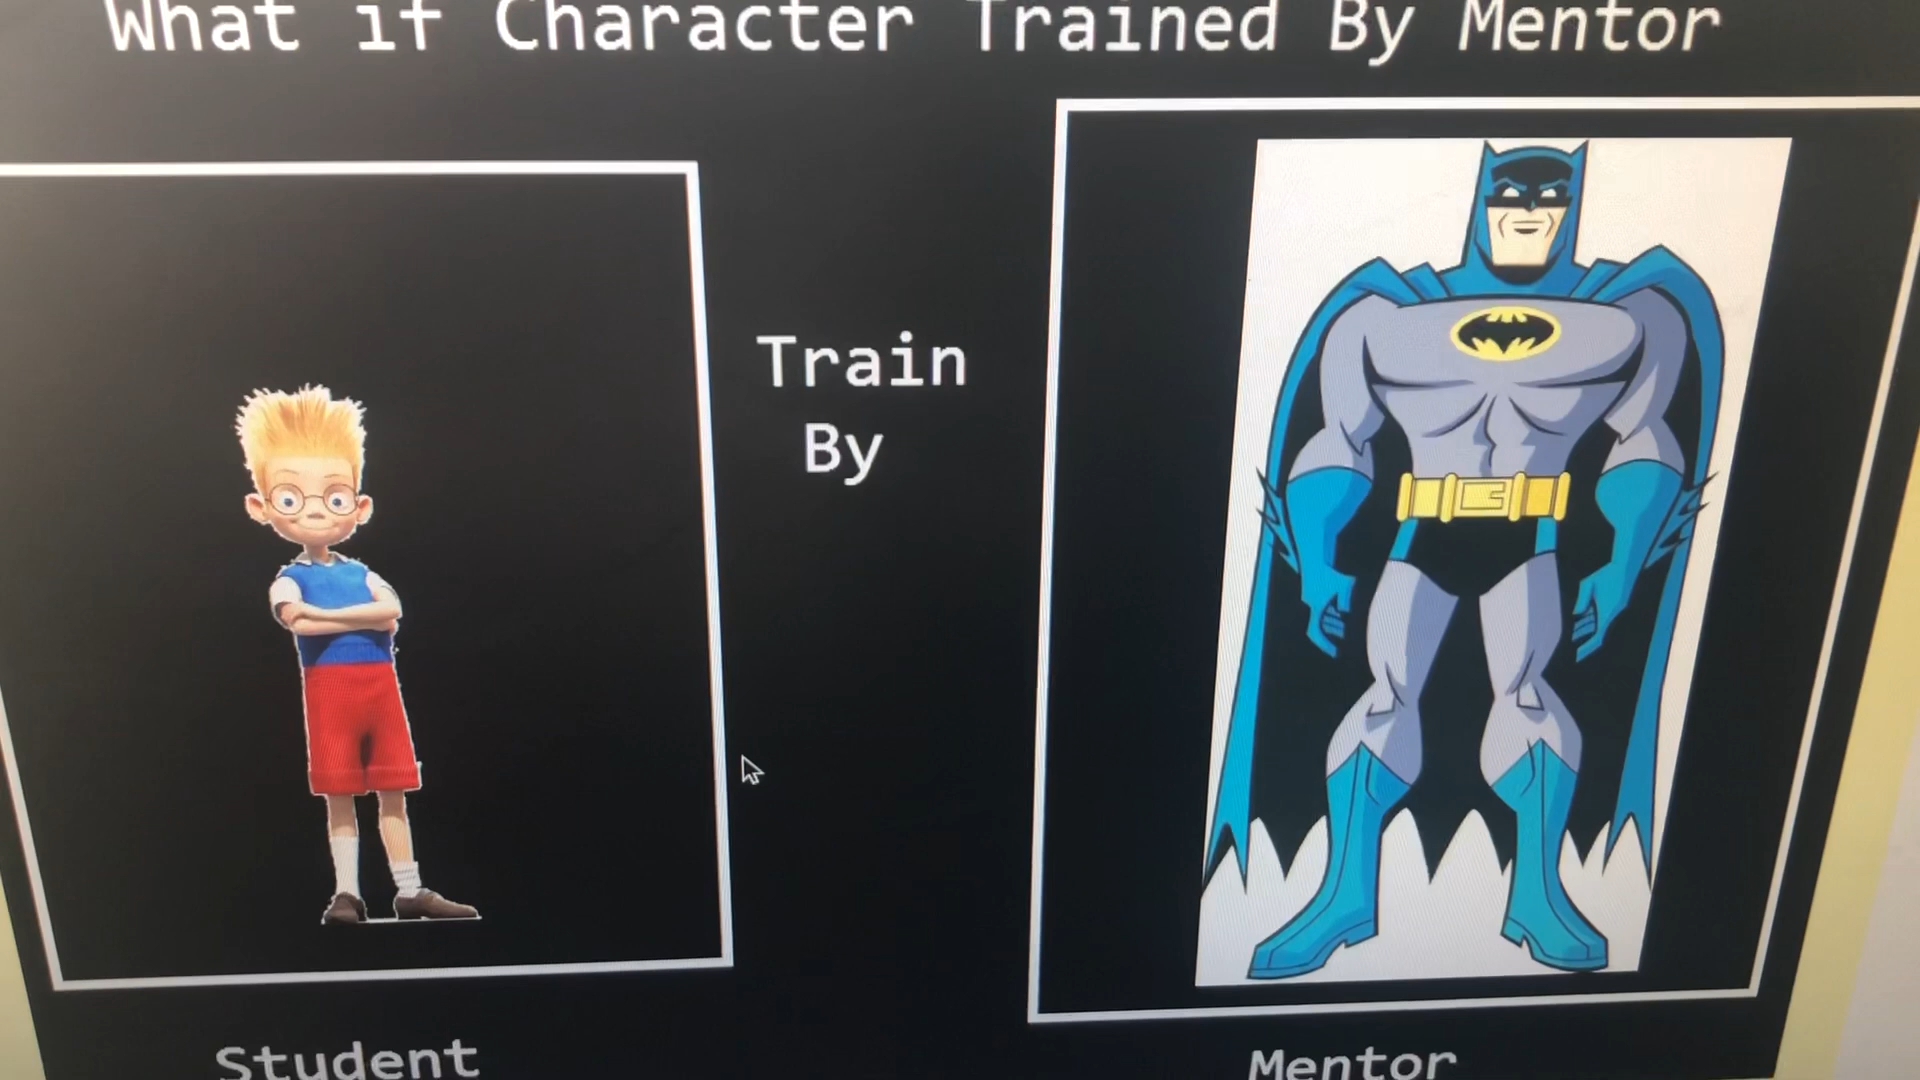 What if Character Trained By Mentor
Train
By
Student
Mentor